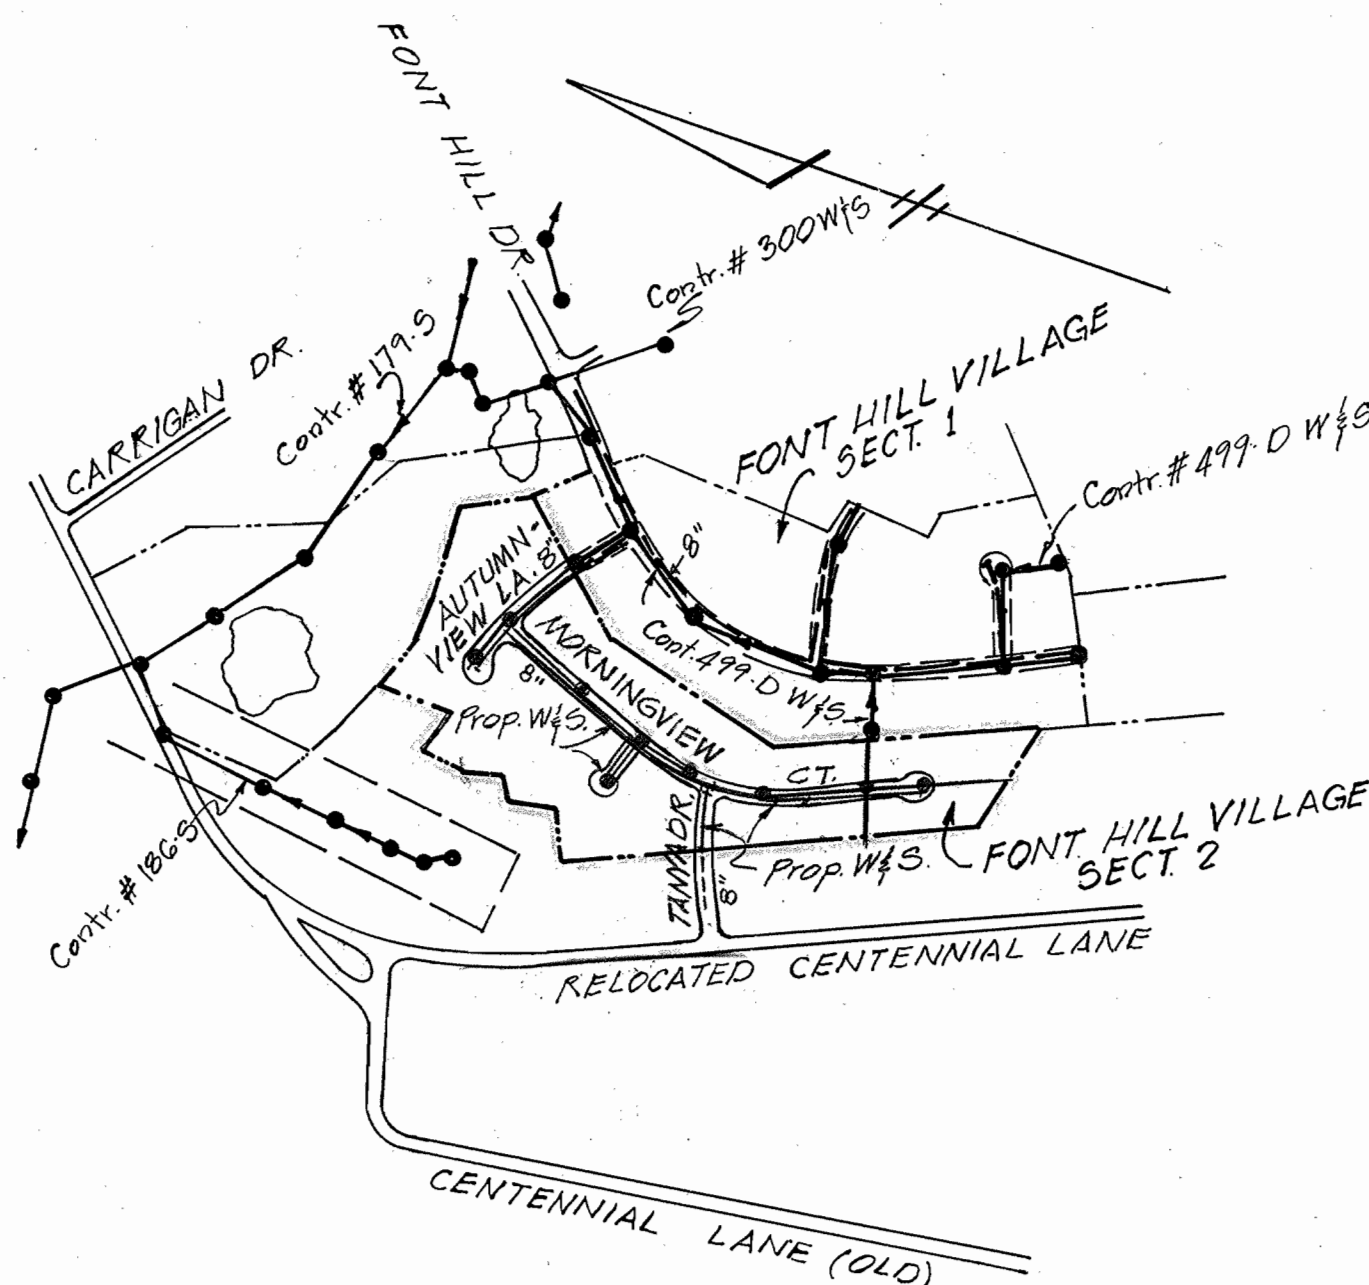 FONT HILL DR.
Contr. # 300 W&S
Contr. # 179-S
CARRIGAN DR.
FONT HILL VILLAGE
SECT. 1
Contr. # 499-D W&S
8"
AUTUMN-
VIEW LA.
8"
MORNINGVIEW
CT.
Cont. 499-D W&S
8"
Prop. W&S.
TANYA DR.
8"
Prop. W&S.
FONT HILL VILLAGE
SECT. 2
Contr. # 186-S
RELOCATED CENTENNIAL LANE
CENTENNIAL LANE (OLD)